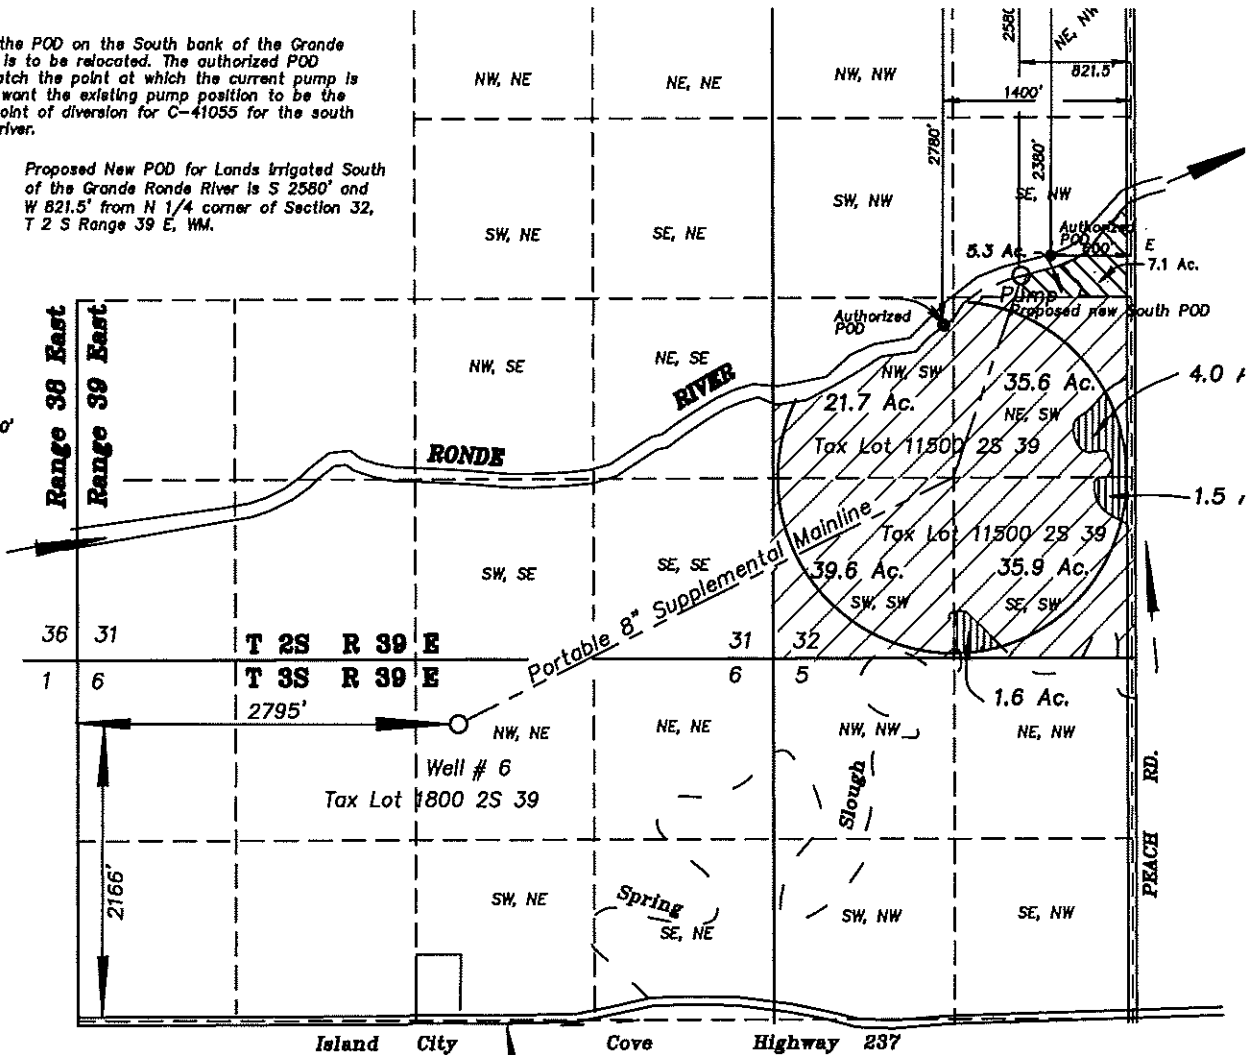 the POD on the South bank of the Grande
is to be relocated. The authorized POD
atch the point at which the current pump is
want the existing pump position to be the
oint of diversion for C-41055 for the south
river.
Proposed New POD for Lands Irrigated South
of the Grande Ronde River is S 2580' and
W 821.5' from N 1/4 corner of Section 32,
T 2 S Range 39 E, WM.
NW, NE
NE, NE
NW, NW
NE, NW
2580'
821.5'
1400'
2780'
2380'
SW, NE
SE, NE
SW, NW
SE, NW
Authorized
POD
600
E
5.3 Ac.
7.1 Ac.
Pump
Proposed new South POD
Authorized
POD
Range 38 East
Range 39 East
0'
NW, SE
NE, SE
NW, SW
NE, SW
RIVER
RONDE
21.7 Ac.
35.6 Ac.
4.0 A
Tax Lot 11500 2S 39
1.5
Tax Lot 11500 2S 39
39.6 Ac.
35.9 Ac.
SW, SE
SE, SE
SW, SW
SE, SW
Portable 8" Supplemental Mainline
36 31
T 2S R 39 E
31 32
1 6
T 3S R 39 E
6 5
1.6 Ac.
2795'
NW, NE
NE, NE
NW, NW
NE, NW
Well # 6
Tax Lot 1800 2S 39
2166'
Slough
Spring
PEACH RD.
SW, NE
SE, NE
SW, NW
SE, NW
Island City Cove Highway 237